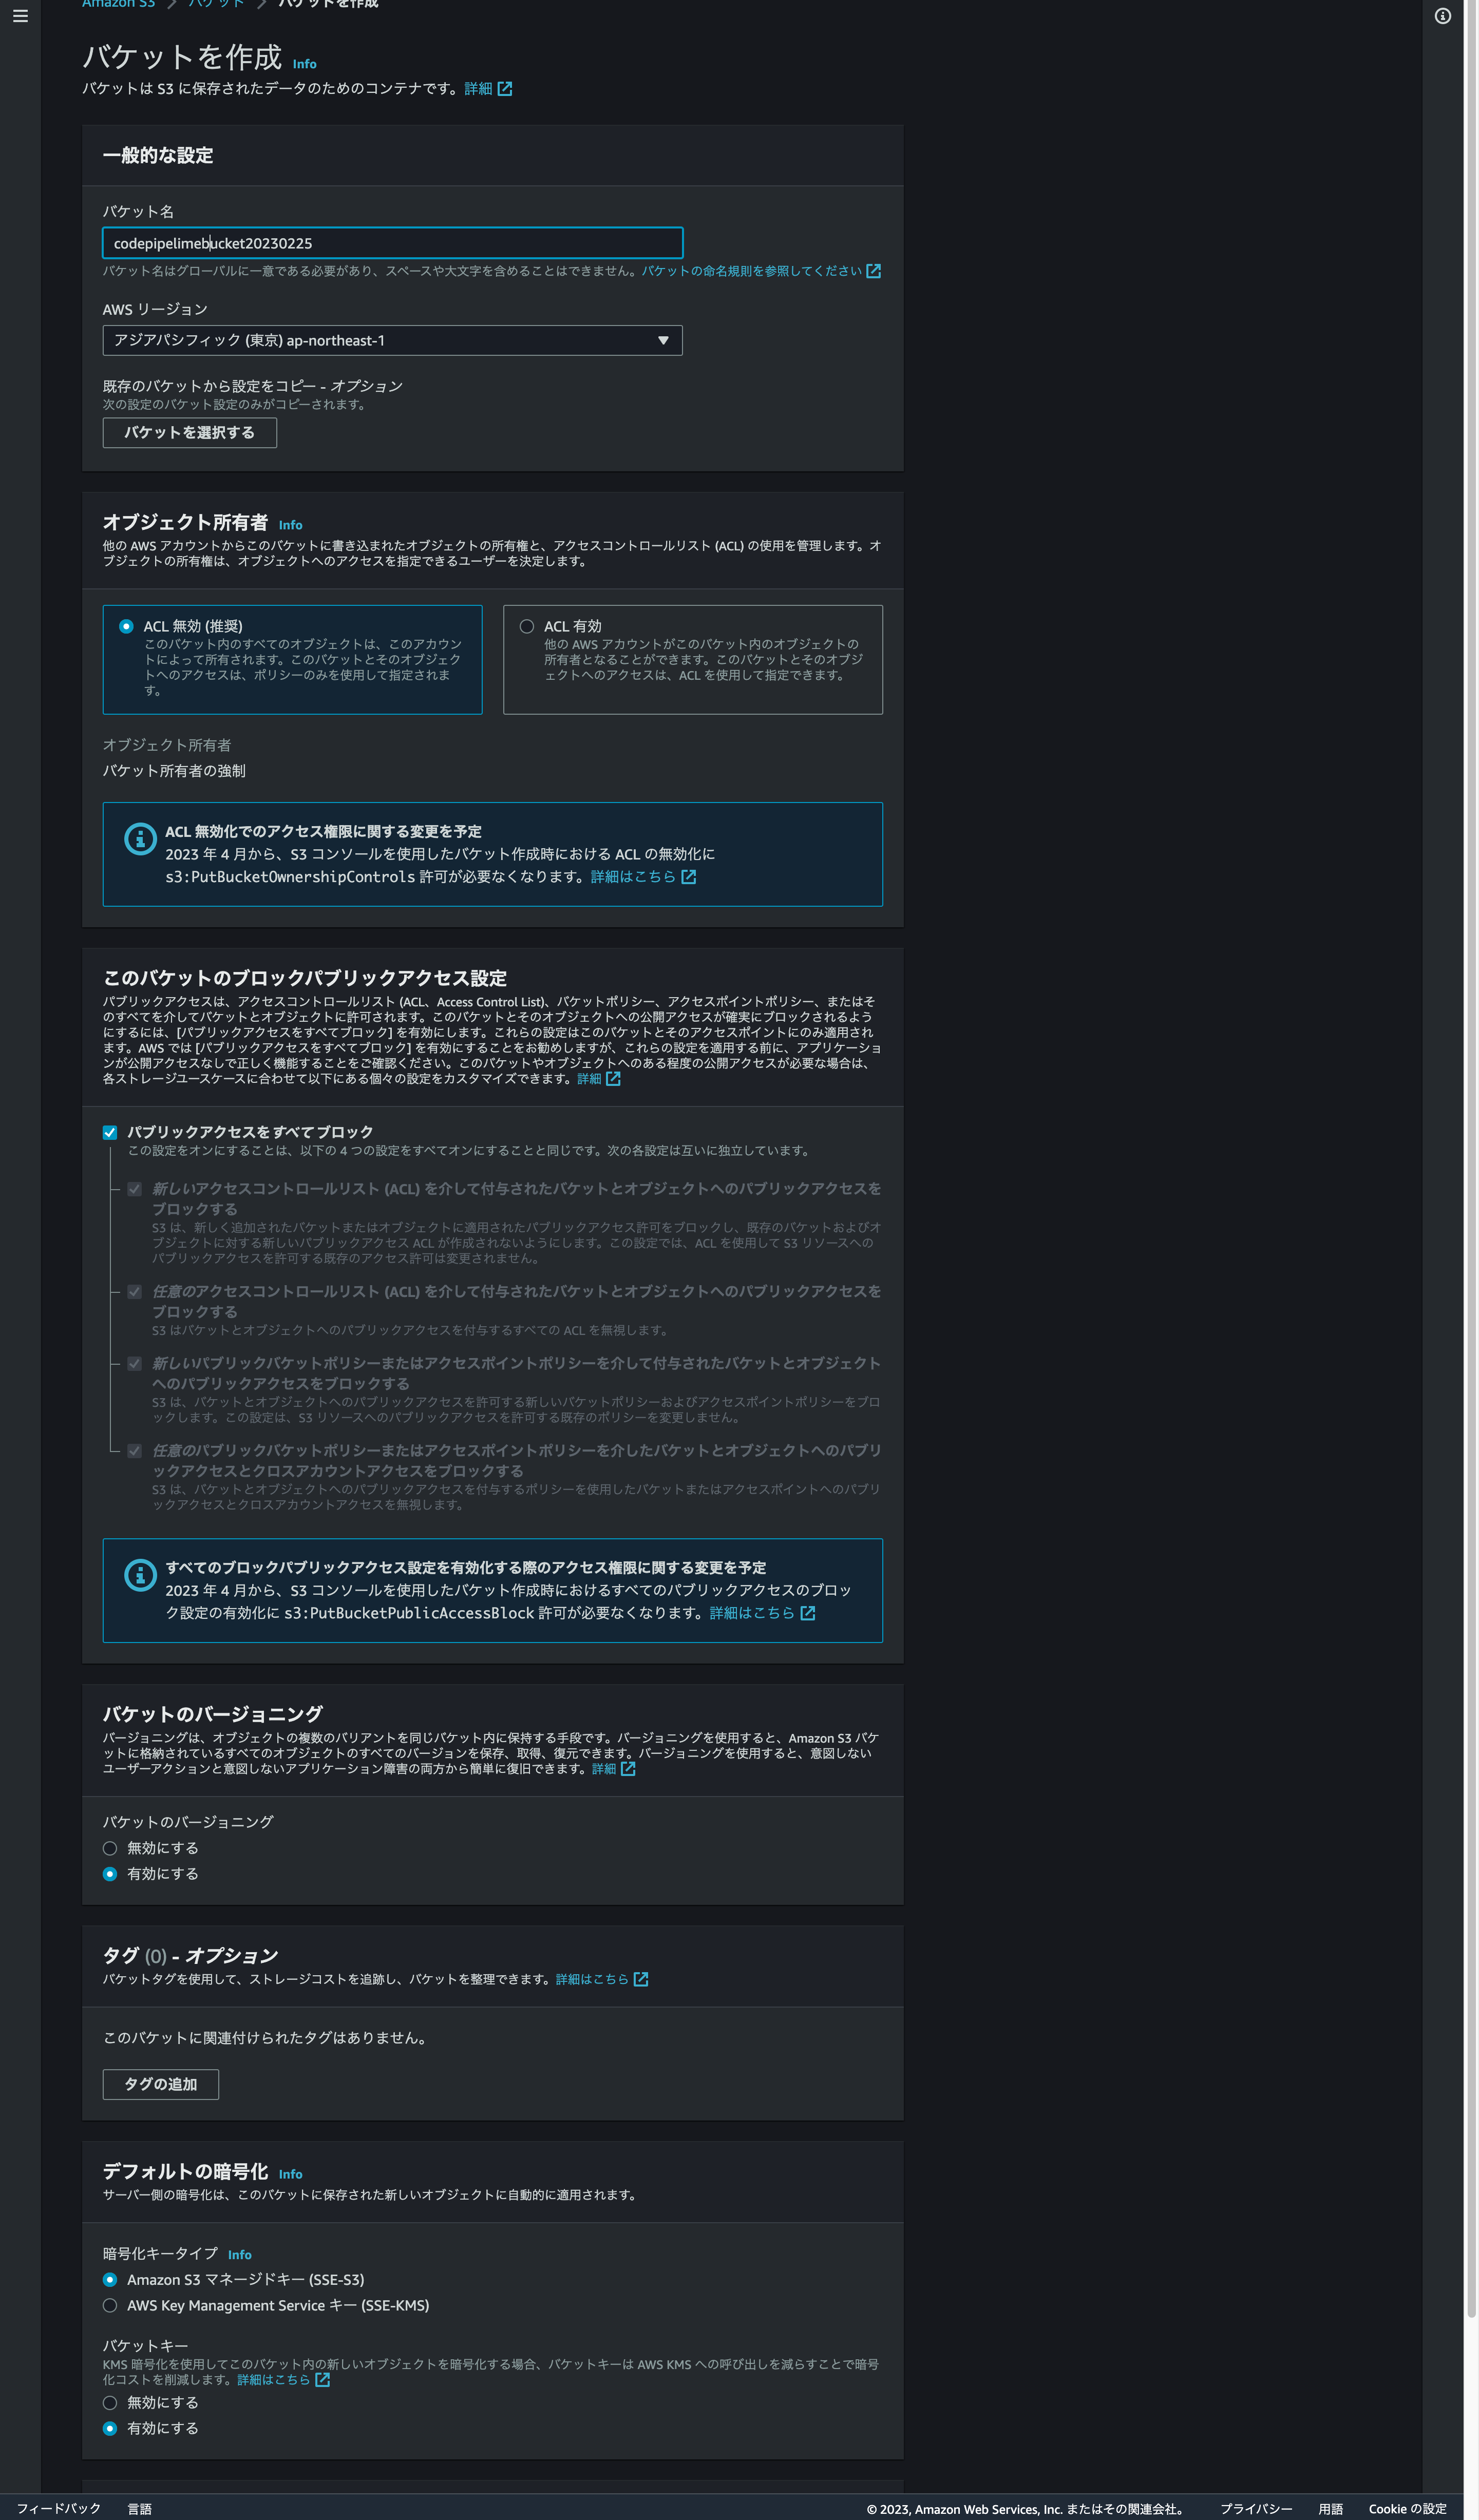 Amazon S3 > バケット > バケットを作成
バケットを作成 Info
バケットは S3 に保存されたデータのためのコンテナです。詳細
一般的な設定
バケット名
codepipelimebucket20230225
バケット名はグローバルに一意である必要があり、スペースや大文字を含めることはできません。バケットの命名規則を参照してください
AWS リージョン
アジアパシフィック (東京) ap-northeast-1
既存のバケットから設定をコピー - オプション
次の設定のバケット設定のみがコピーされます。
バケットを選択する
オブジェクト所有者 Info
他の AWS アカウントからこのバケットに書き込まれたオブジェクトの所有権と、アクセスコントロールリスト (ACL) の使用を管理します。オ
ブジェクトの所有権は、オブジェクトへのアクセスを指定できるユーザーを決定します。
ACL 無効 (推奨)
このバケット内のすべてのオブジェクトは、このアカウン
トによって所有されます。このバケットとそのオブジェク
トへのアクセスは、ポリシーのみを使用して指定されま
す。
ACL 有効
他の AWS アカウントがこのバケット内のオブジェクトの
所有者となることができます。このバケットとそのオブジ
ェクトへのアクセスは、ACL を使用して指定できます。
オブジェクト所有者
バケット所有者の強制
ACL 無効化でのアクセス権限に関する変更を予定
2023 年 4 月から、S3 コンソールを使用したバケット作成時における ACL の無効化に
s3:PutBucketOwnershipControls 許可が必要なくなります。詳細はこちら
このバケットのブロックパブリックアクセス設定
パブリックアクセスは、アクセスコントロールリスト (ACL、Access Control List)、バケットポリシー、アクセスポイントポリシー、またはそ
のすべてを介してバケットとオブジェクトに許可されます。このバケットとそのオブジェクトへの公開アクセスが確実にブロックされるよう
にするには、[パブリックアクセスをすべてブロック] を有効にします。これらの設定はこのバケットとそのアクセスポイントにのみ適用され
ます。AWS では [パブリックアクセスをすべてブロック] を有効にすることをお勧めしますが、これらの設定を適用する前に、アプリケーショ
ンが公開アクセスなしで正しく機能することをご確認ください。このバケットやオブジェクトへのある程度の公開アクセスが必要な場合は、
各ストレージユースケースに合わせて以下にある個々の設定をカスタマイズできます。詳細
パブリックアクセスをすべてブロック
この設定をオンにすることは、以下の 4 つの設定をすべてオンにすることと同じです。次の各設定は互いに独立しています。
新しいアクセスコントロールリスト (ACL) を介して付与されたバケットとオブジェクトへのパブリックアクセスを
ブロックする
S3 は、新しく追加されたバケットまたはオブジェクトに適用されたパブリックアクセス許可をブロックし、既存のバケットおよびオ
ブジェクトに対する新しいパブリックアクセス ACL が作成されないようにします。この設定では、ACL を使用して S3 リソースへの
パブリックアクセスを許可する既存のアクセス許可は変更されません。
任意のアクセスコントロールリスト (ACL) を介して付与されたバケットとオブジェクトへのパブリックアクセスを
ブロックする
S3 はバケットとオブジェクトへのパブリックアクセスを付与するすべての ACL を無視します。
新しいパブリックバケットポリシーまたはアクセスポイントポリシーを介して付与されたバケットとオブジェクト
へのパブリックアクセスをブロックする
S3 は、バケットとオブジェクトへのパブリックアクセスを許可する新しいバケットポリシーおよびアクセスポイントポリシーをブロ
ックします。この設定は、S3 リソースへのパブリックアクセスを許可する既存のポリシーを変更しません。
任意のパブリックバケットポリシーまたはアクセスポイントポリシーを介したバケットとオブジェクトへのパブリ
ックアクセスとクロスアカウントアクセスをブロックする
S3 は、バケットとオブジェクトへのパブリックアクセスを付与するポリシーを使用したバケットまたはアクセスポイントへのパブリ
ックアクセスとクロスアカウントアクセスを無視します。
すべてのブロックパブリックアクセス設定を有効化する際のアクセス権限に関する変更を予定
2023 年 4 月から、S3 コンソールを使用したバケット作成時におけるすべてのパブリックアクセスのブロッ
ク設定の有効化に s3:PutBucketPublicAccessBlock 許可が必要なくなります。詳細はこちら
バケットのバージョニング
バージョニングは、オブジェクトの複数のバリアントを同じバケット内に保持する手段です。バージョニングを使用すると、Amazon S3 バケ
ットに格納されているすべてのオブジェクトのすべてのバージョンを保存、取得、復元できます。バージョニングを使用すると、意図しない
ユーザーアクションと意図しないアプリケーション障害の両方から簡単に復旧できます。詳細
バケットのバージョニング
無効にする
有効にする
タグ (0) - オプション
バケットタグを使用して、ストレージコストを追跡し、バケットを整理できます。詳細はこちら
このバケットに関連付けられたタグはありません。
タグの追加
デフォルトの暗号化 Info
サーバー側の暗号化は、このバケットに保存された新しいオブジェクトに自動的に適用されます。
暗号化キータイプ Info
Amazon S3 マネージドキー (SSE-S3)
AWS Key Management Service キー (SSE-KMS)
バケットキー
KMS 暗号化を使用してこのバケット内の新しいオブジェクトを暗号化する場合、バケットキーは AWS KMS への呼び出しを減らすことで暗号
化コストを削減します。詳細はこちら
無効にする
有効にする
フィードバック 言語 © 2023, Amazon Web Services, Inc. またはその関連会社。 プライバシー 用語 Cookie の設定